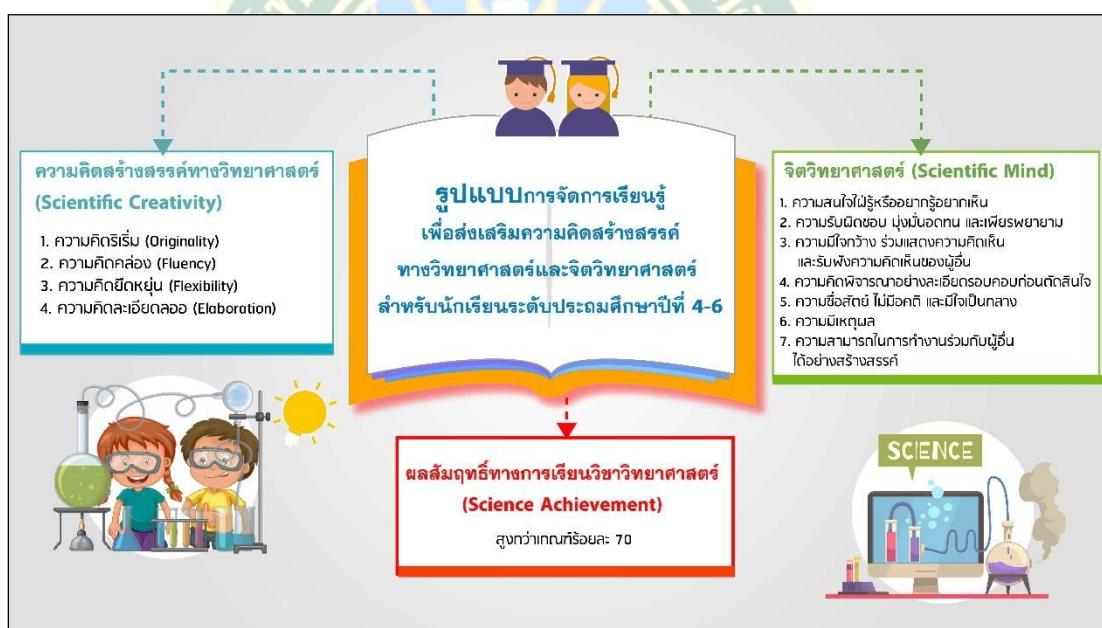 รูปแบบการจัดการเรียนรู้
เพื่อส่งเสริมความคิดสร้างสรรค์
ทางวิทยาศาสตร์และจิตวิทยาศาสตร์
สำหรับนักเรียนระดับประถมศึกษาปีที่ 4-6
ความคิดสร้างสรรค์ทางวิทยาศาสตร์
(Scientific Creativity)
1. ความคิดริเริ่ม (Originality)
2. ความคิดคล่อง (Fluency)
3. ความคิดยืดหยุ่น (Flexibility)
4. ความคิดละเอียดลออ (Elaboration)
จิตวิทยาศาสตร์ (Scientific Mind)
1. ความสนใจใฝ่รู้หรืออยากรู้อยากเห็น
2. ความรับผิดชอบ มุ่งมั่นอดทน และเพียรพยายาม
3. ความมีใจกว้าง ร่วมแสดงความคิดเห็น
และรับฟังความคิดเห็นของผู้อื่น
4. ความคิดพิจารณาอย่างละเอียดรอบคอบก่อนตัดสินใจ
5. ความซื่อสัตย์ ไม่มีอคติ และมีใจเป็นกลาง
6. ความมีเหตุผล
7. ความสามารถในการทำงานร่วมกับผู้อื่น
ได้อย่างสร้างสรรค์
ผลสัมฤทธิ์ทางการเรียนวิชาวิทยาศาสตร์
(Science Achievement)
สูงกว่าเกณฑ์ร้อยละ 70
SCIENCE